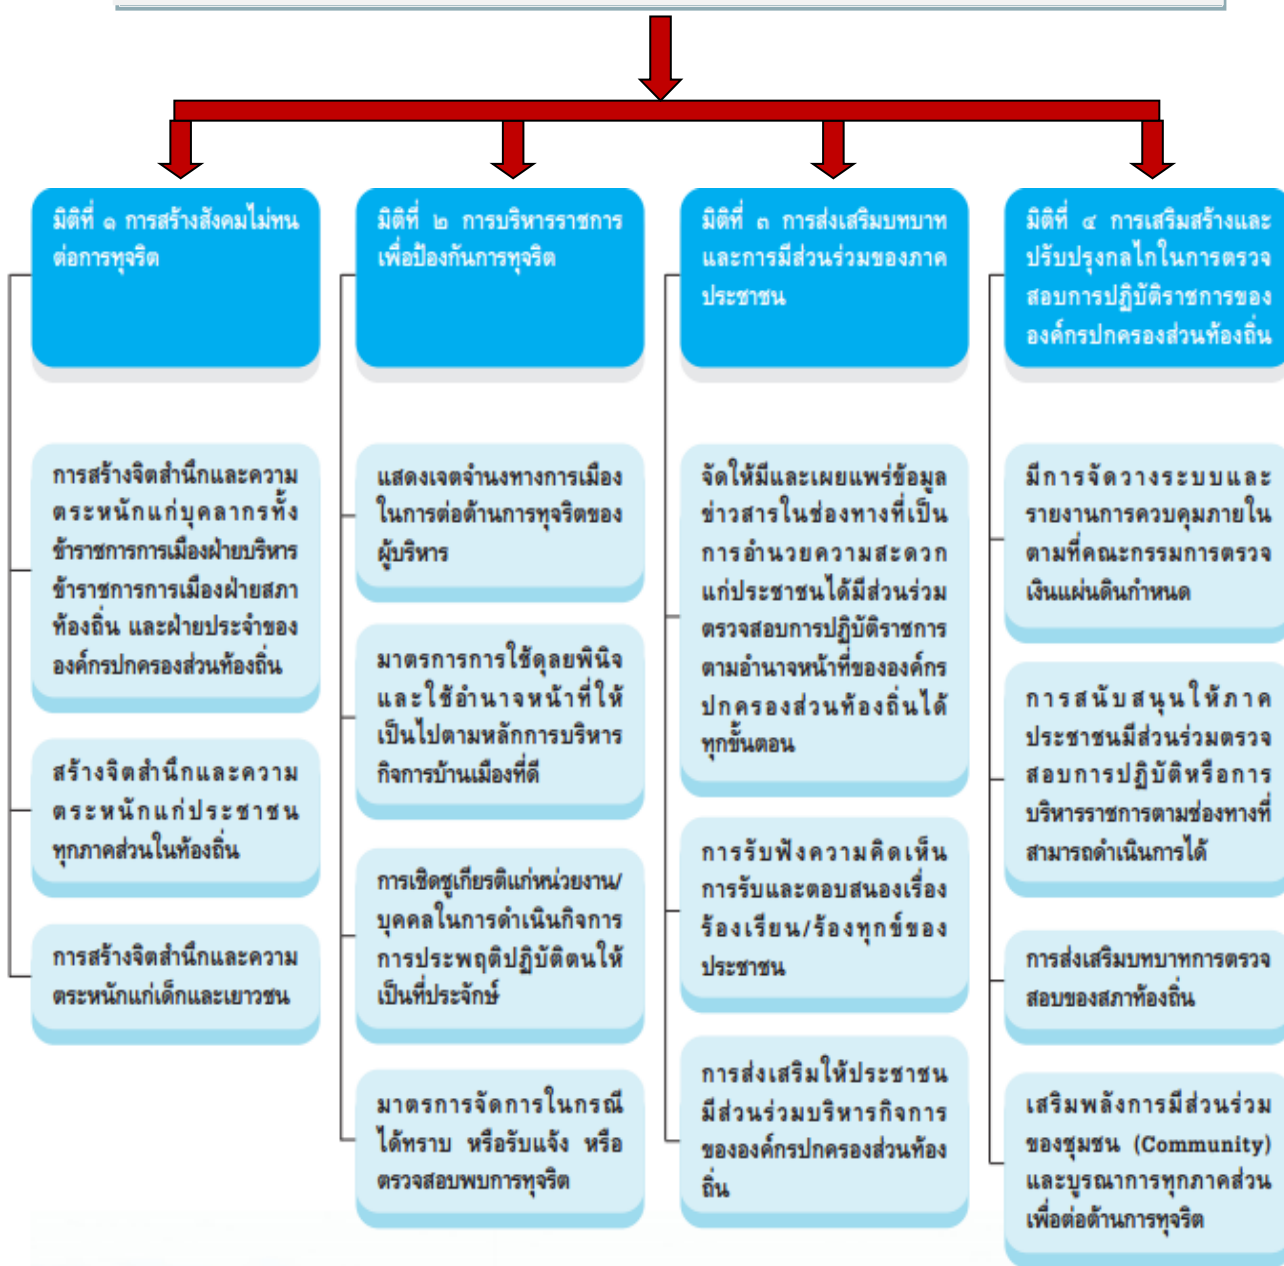 มิติที่ ๑ การสร้างสังคมไม่ทน
ต่อการทุจริต
การสร้างจิตสำนึกและความ
ตระหนักแก่บุคลากรทั้ง
ข้าราชการการเมืองฝ่ายบริหาร
ข้าราชการการเมืองฝ่ายสภา
ท้องถิ่น และฝ่ายประจำของ
องค์กรปกครองส่วนท้องถิ่น
สร้างจิตสำนึกและความ
ตระหนักแก่ประชาชน
ทุกภาคส่วนในท้องถิ่น
การสร้างจิตสำนึกและความ
ตระหนักแก่เด็กและเยาวชน
มิติที่ ๒ การบริหารราชการ
เพื่อป้องกันการทุจริต
แสดงเจตจำนงทางการเมือง
ในการต่อต้านการทุจริตของ
ผู้บริหาร
มาตรการการใช้ดุลยพินิจ
และใช้อำนาจหน้าที่ให้
เป็นไปตามหลักการบริหาร
กิจการบ้านเมืองที่ดี
การเชิดชูเกียรติแก่หน่วยงาน/
บุคคลในการดำเนินกิจการ
การประพฤติปฏิบัติตนให้
เป็นที่ประจักษ์
มาตรการจัดการในกรณี
ได้ทราบ หรือรับแจ้ง หรือ
ตรวจสอบพบการทุจริต
มิติที่ ๓ การส่งเสริมบทบาท
และการมีส่วนร่วมของภาค
ประชาชน
จัดให้มีและเผยแพร่ข้อมูล
ข่าวสารในช่องทางที่เป็น
การอำนวยความสะดวก
แก่ประชาชนได้มีส่วนร่วม
ตรวจสอบการปฏิบัติราชการ
ตามอำนาจหน้าที่ขององค์กร
ปกครองส่วนท้องถิ่นได้
ทุกขั้นตอน
การรับฟังความคิดเห็น
การรับและตอบสนองเรื่อง
ร้องเรียน/ร้องทุกข์ของ
ประชาชน
การส่งเสริมให้ประชาชน
มีส่วนร่วมบริหารกิจการ
ขององค์กรปกครองส่วนท้อง
ถิ่น
มิติที่ ๔ การเสริมสร้างและ
ปรับปรุงกลไกในการตรวจ
สอบการปฏิบัติราชการของ
องค์กรปกครองส่วนท้องถิ่น
มีการจัดวางระบบและ
รายงานการควบคุมภายใน
ตามที่คณะกรรมการตรวจ
เงินแผ่นดินกำหนด
การสนับสนุนให้ภาค
ประชาชนมีส่วนร่วมตรวจ
สอบการปฏิบัติหรือการ
บริหารราชการตามช่องทางที่
สามารถดำเนินการได้
การส่งเสริมบทบาทการตรวจ
สอบของสภาท้องถิ่น
เสริมพลังการมีส่วนร่วม
ของชุมชน (Community)
และบูรณาการทุกภาคส่วน
เพื่อต่อต้านการทุจริต